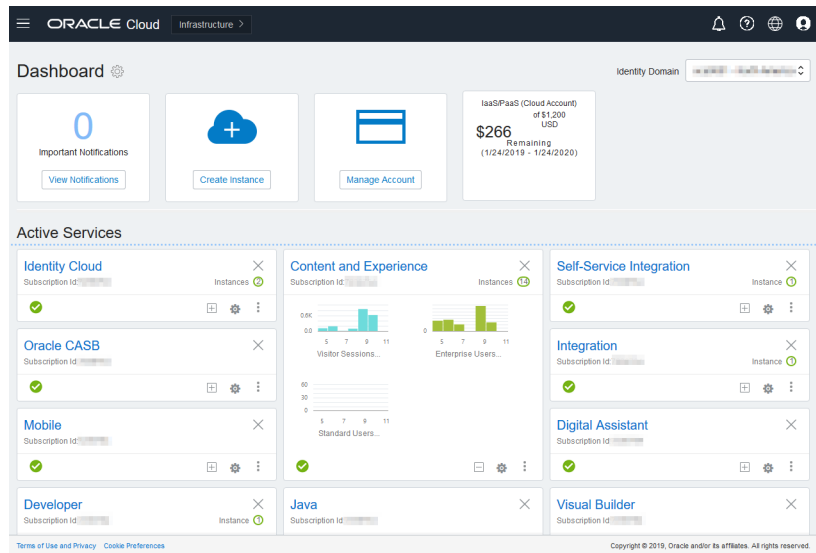 ORACLE Cloud Infrastructure >
Dashboard
Identity Domain
0
Important Notifications
View Notifications
Create Instance
Manage Account
IaaS/PaaS (Cloud Account)
of $1,200
USD
$266
Remaining
(1/24/2019 - 1/24/2020)
Active Services
Identity Cloud
Subscription Id:
Instances 2
Content and Experience
Subscription Id:
Instances 14
0.6K
0.0
5 7 9 11
Visitor Sessions...
0
5 7 9 11
Enterprise Users...
60
30
0
5 7 9 11
Standard Users...
Self-Service Integration
Subscription Id:
Instance 1
Oracle CASB
Subscription Id:
Integration
Subscription Id:
Instance 1
Mobile
Subscription Id:
Digital Assistant
Subscription Id:
Developer
Subscription Id:
Instance 1
Java
Subscription Id:
Visual Builder
Subscription Id:
Terms of Use and Privacy Cookie Preferences
Copyright © 2019, Oracle and/or its affiliates. All rights reserved.